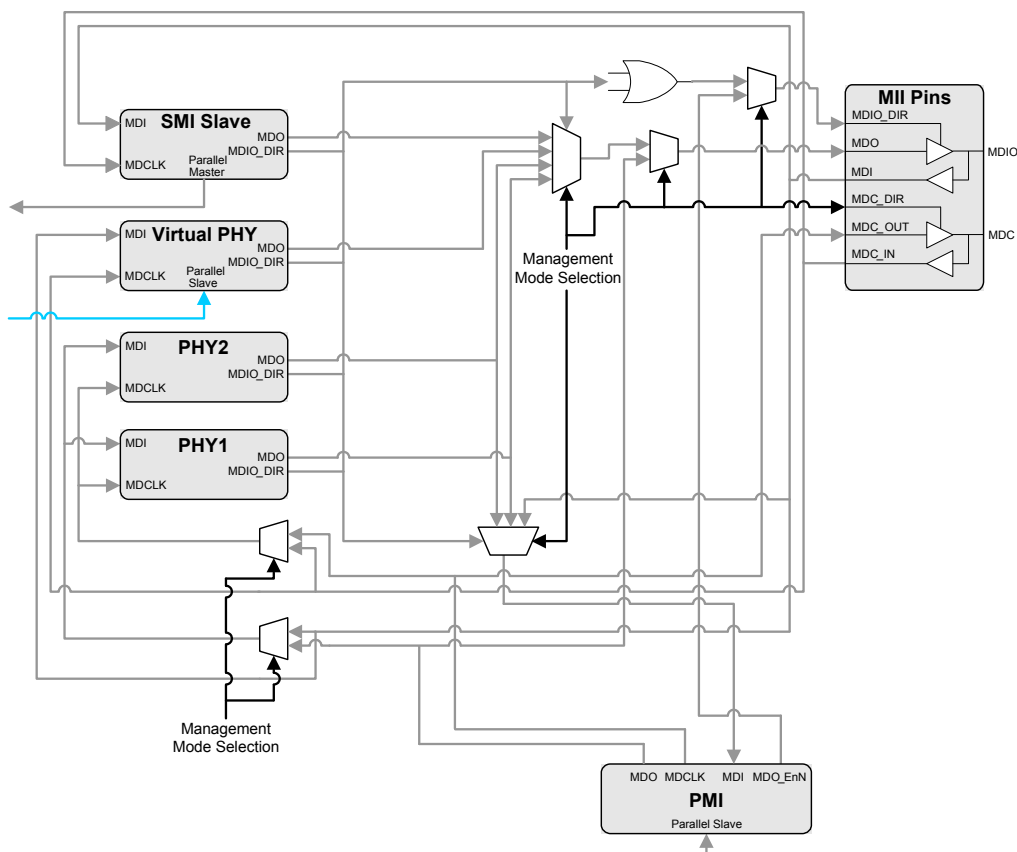 MII Pins
MDIO_DIR
MDO
MDI
MDC_DIR
MDC_OUT
MDC_IN
MDIO
MDC
SMI Slave
MDI
MDO
MDIO_DIR
MDCLK
Parallel
Master
Virtual PHY
MDI
MDO
MDIO_DIR
MDCLK
Parallel
Slave
Management
Mode Selection
PHY2
MDI
MDO
MDIO_DIR
MDCLK
PHY1
MDI
MDO
MDIO_DIR
MDCLK
Management
Mode Selection
MDO MDCLK MDI MDO_EnN
PMI
Parallel Slave